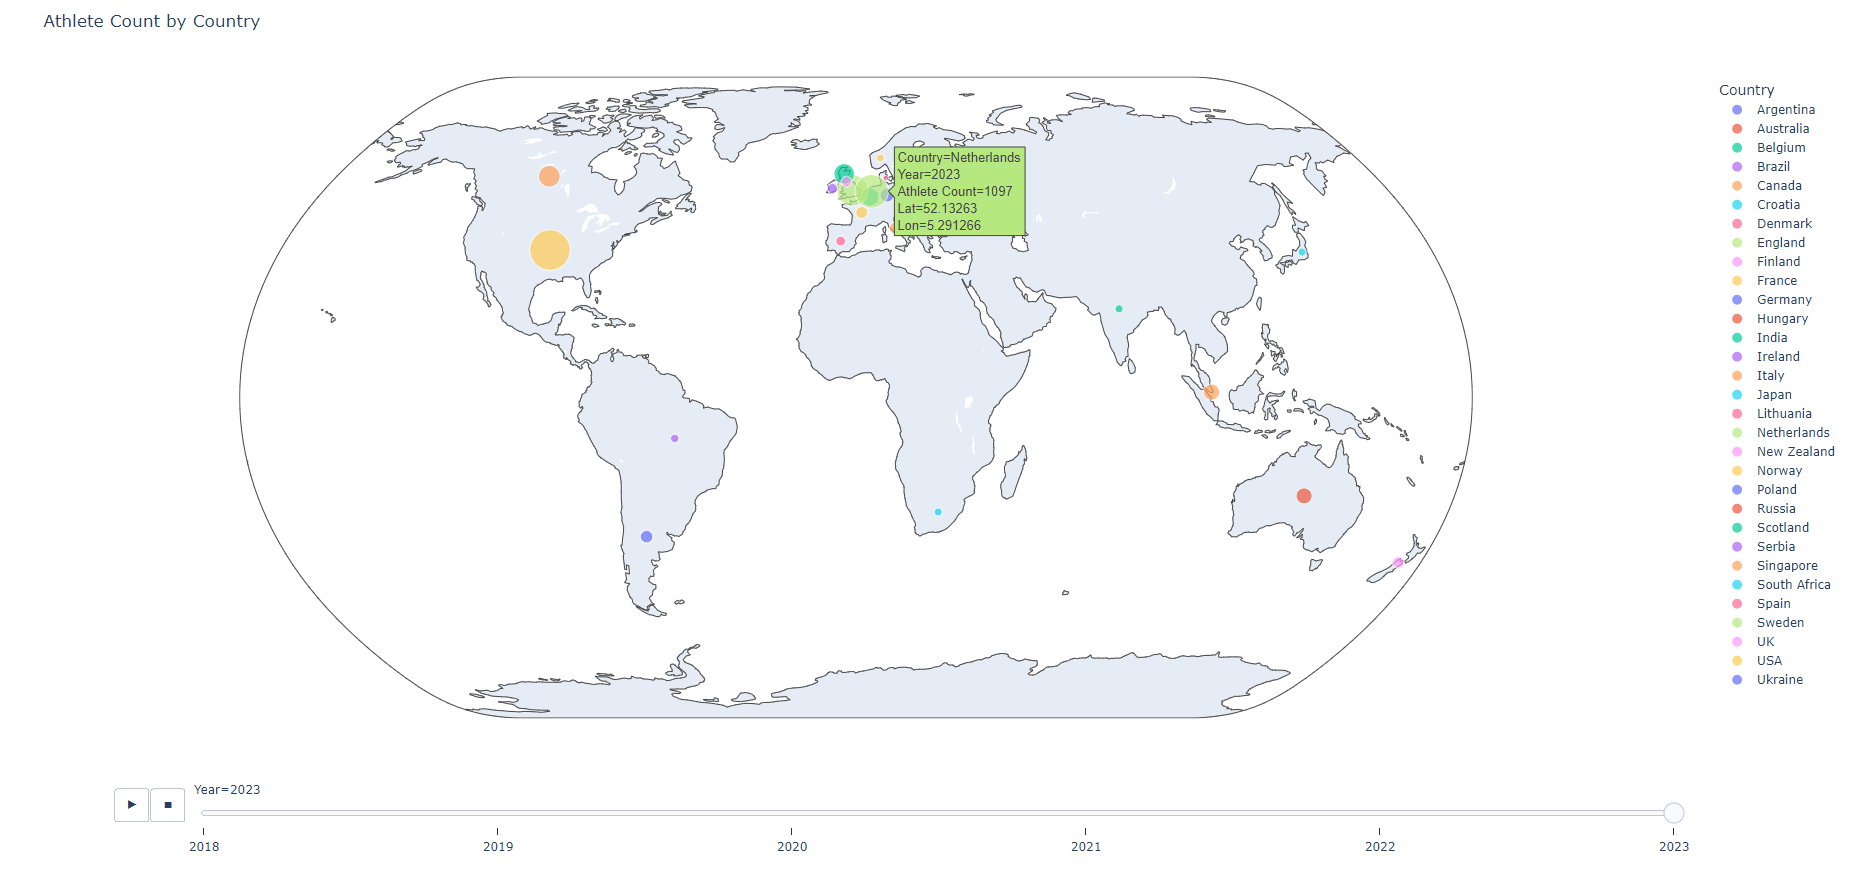 Athlete Count by Country
Country
Argentina
Australia
Belgium
Brazil
Canada
Croatia
Denmark
England
Finland
France
Germany
Hungary
India
Ireland
Italy
Japan
Lithuania
Netherlands
New Zealand
Norway
Poland
Russia
Scotland
Serbia
Singapore
South Africa
Spain
Sweden
UK
USA
Ukraine
Country=Netherlands
Year=2023
Athlete Count=1097
Lat=52.13263
Lon=5.291266
Year=2023
2018 2019 2020 2021 2022 2023